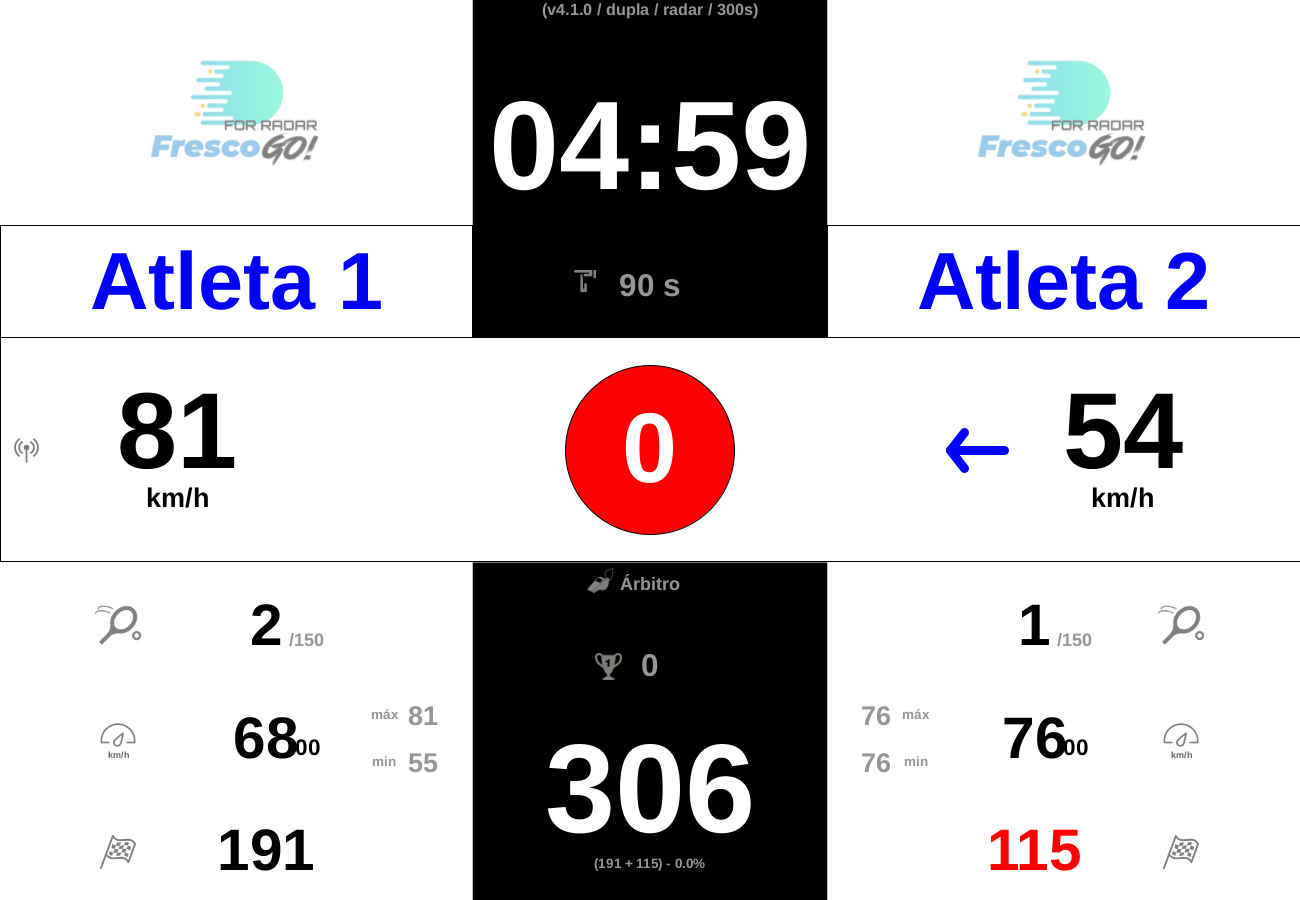 (v4.1.0 / dupla / radar / 300s)
FOR RADAR
FrescoGO!
04:59
FOR RADAR
FrescoGO!
Atleta 1
90 s
Atleta 2
81
km/h
0
54
km/h
Árbitro
2 /150
1 /150
0
6800
máx 81
min 55
km/h
76 máx
76 min
7600
km/h
306
191
115
(191 + 115) - 0.0%